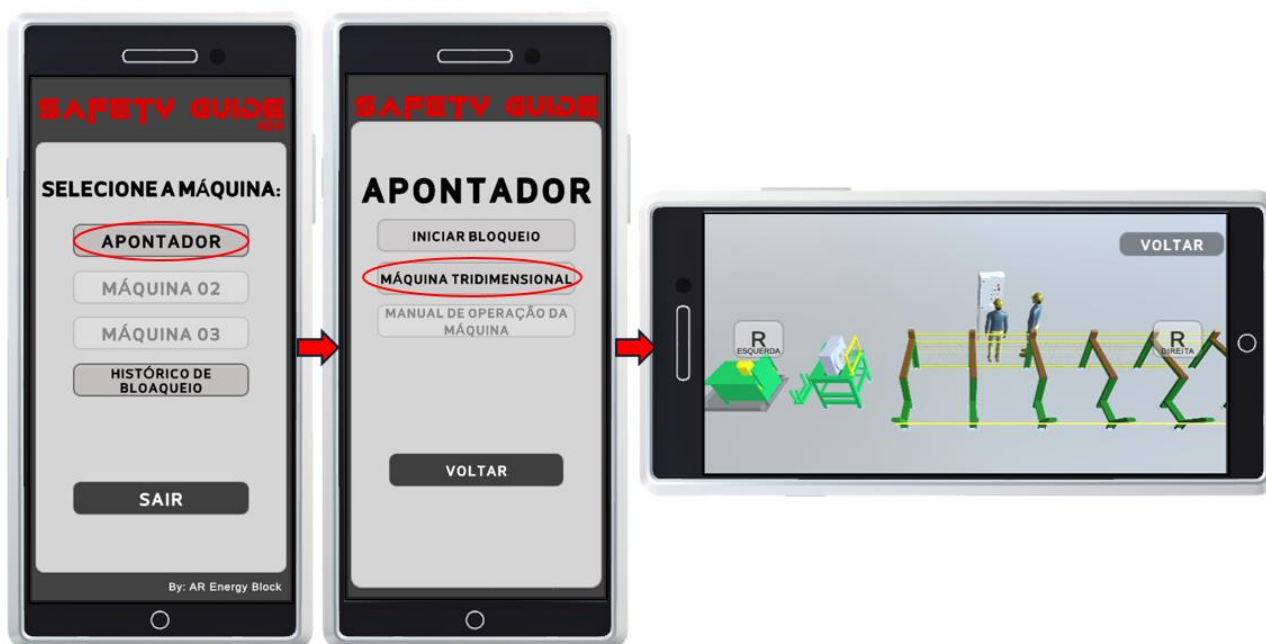 SAFETY GUIDE
APP
SELECIONE A MÁQUINA:
APONTADOR
MÁQUINA 02
MÁQUINA 03
HISTÓRICO DE
BLOAQUEIO
SAIR
By: AR Energy Block
SAFETY GUIDE
APONTADOR
INICIAR BLOQUEIO
MÁQUINA TRIDIMENSIONAL
MANUAL DE OPERAÇÃO DA
MÁQUINA
VOLTAR
VOLTAR
R
ESQUERDA
R
DIREITA